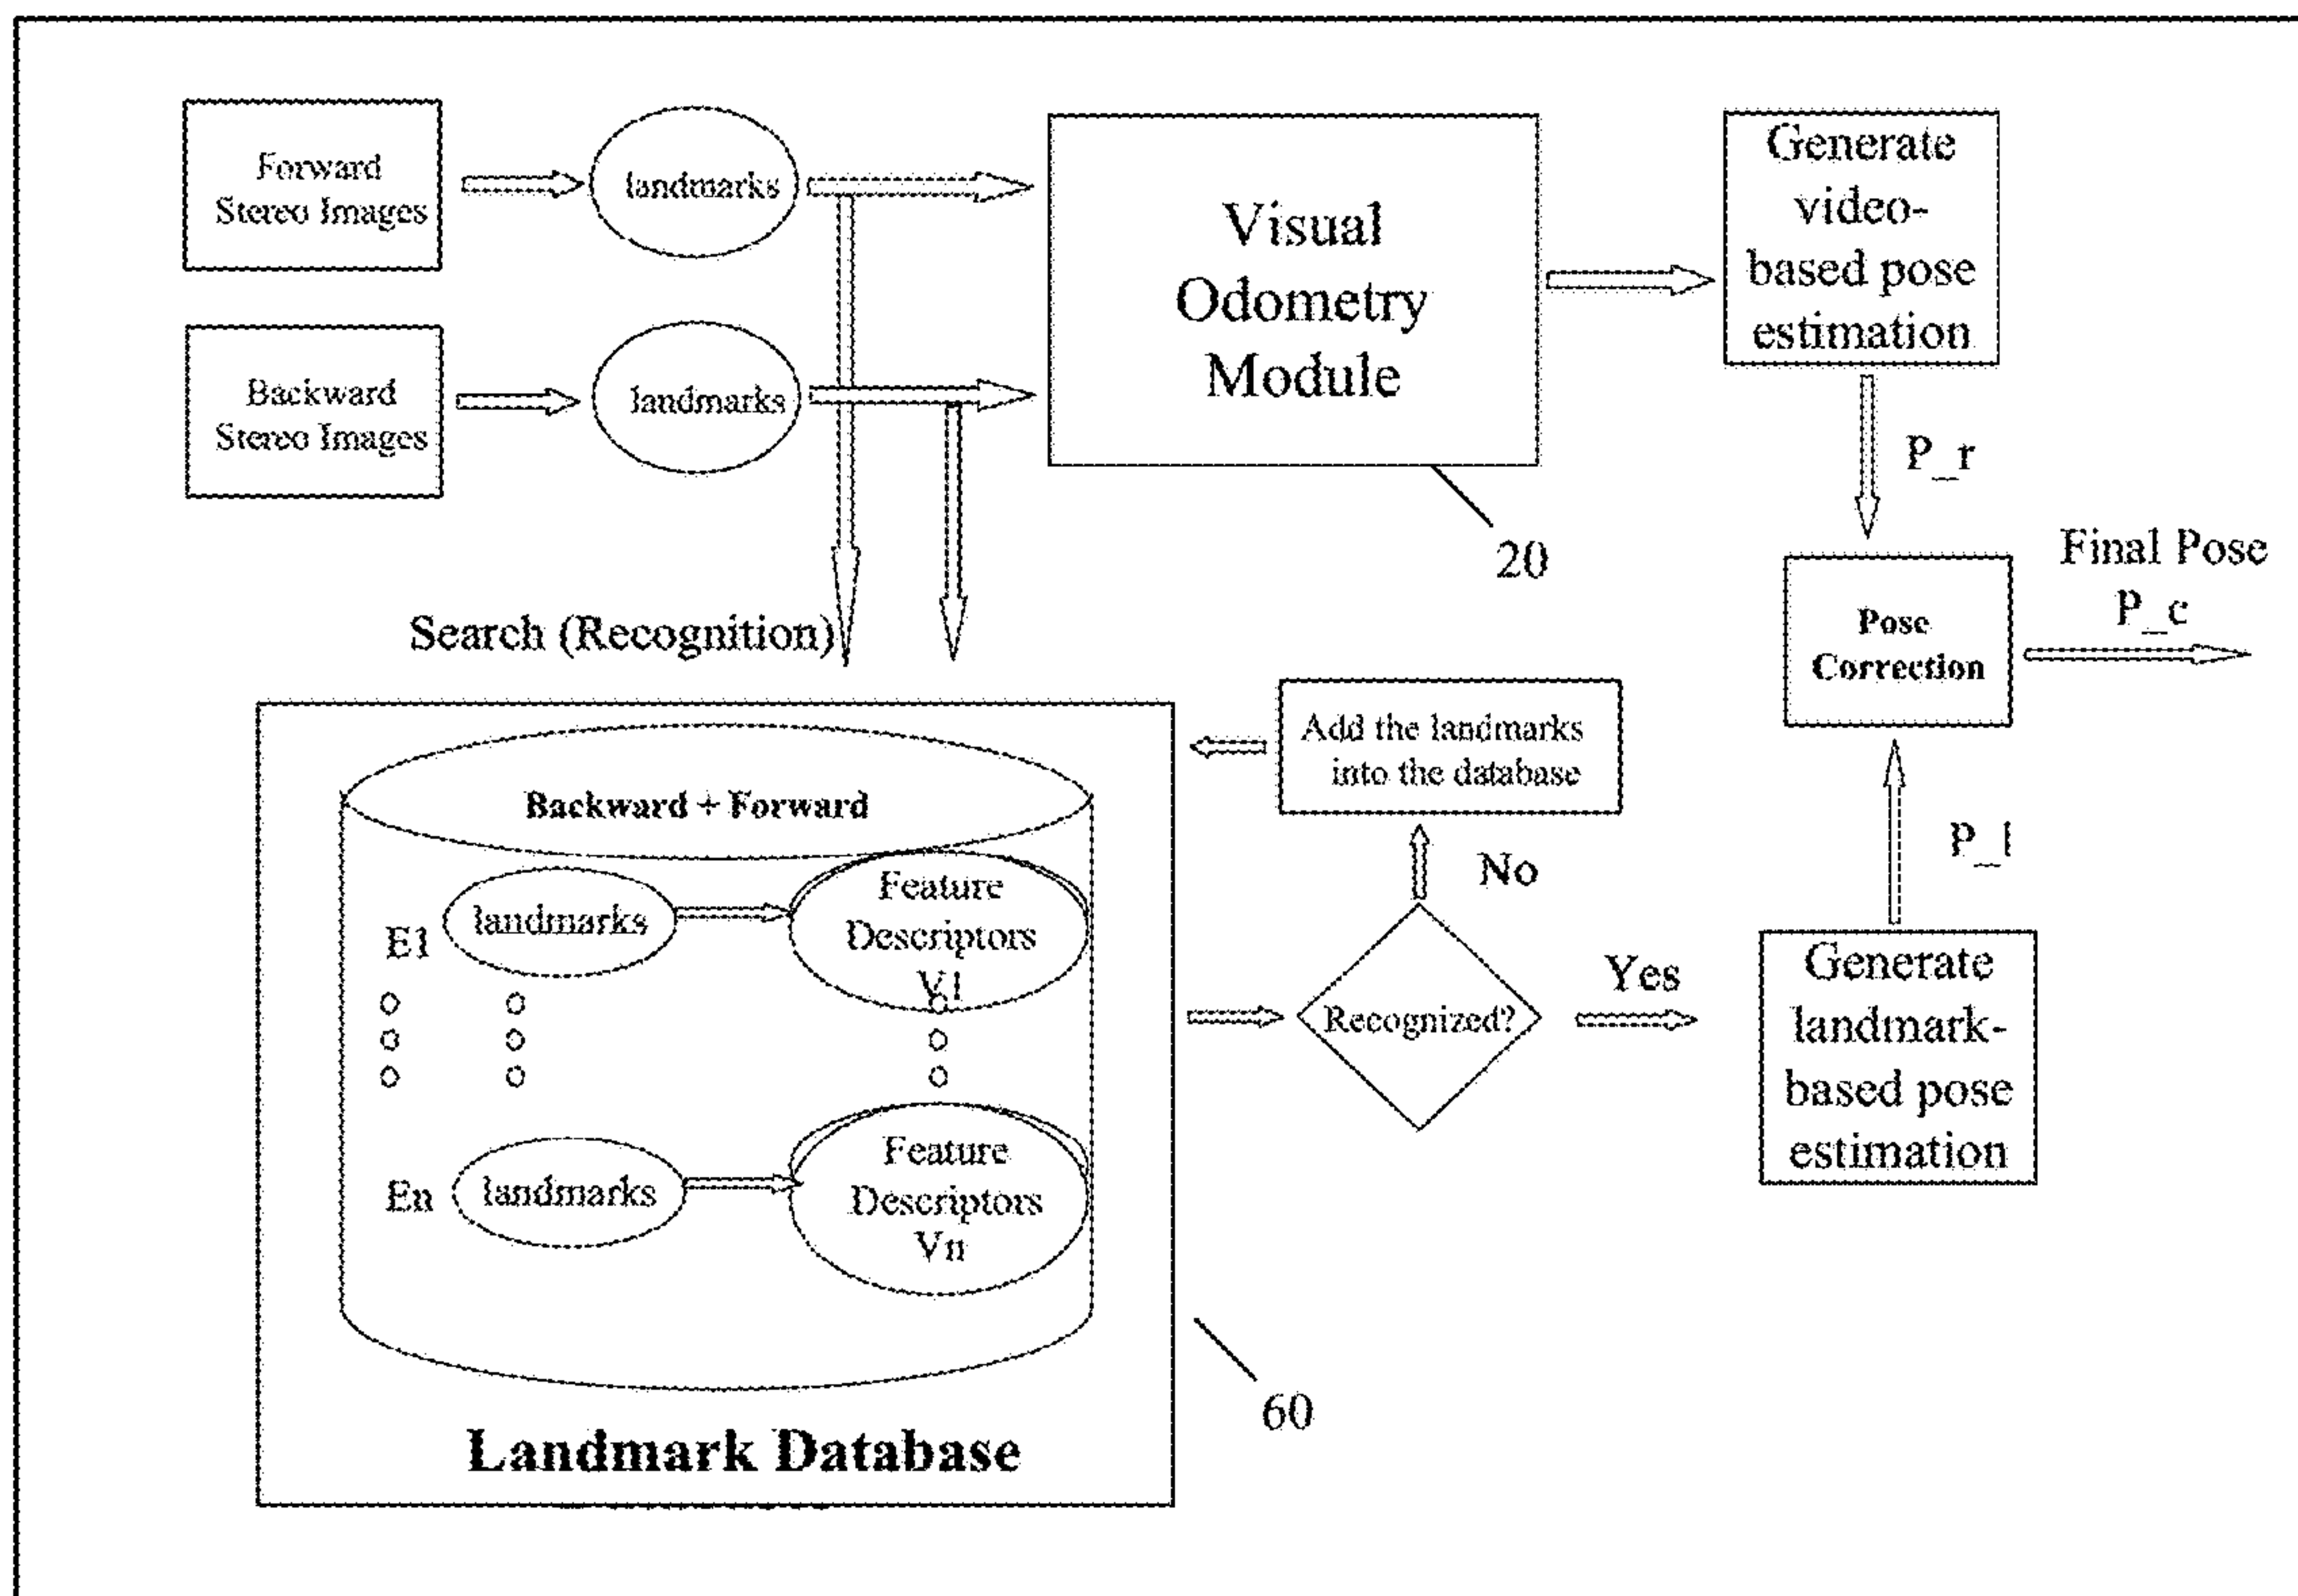 Forward
Stereo Images
landmarks
Backward
Stereo Images
landmarks
Visual
Odometry
Module
20
Generate
video-
based pose
estimation
P_r
Final Pose
P_c
Pose
Correction
P_l
Search (Recognition)
Add the landmarks
into the database
No
Recognized?
Yes
Generate
landmark-
based pose
estimation
Backward + Forward
E1
landmarks
Feature
Descriptors
V1
En
landmarks
Feature
Descriptors
Vn
Landmark Database
60